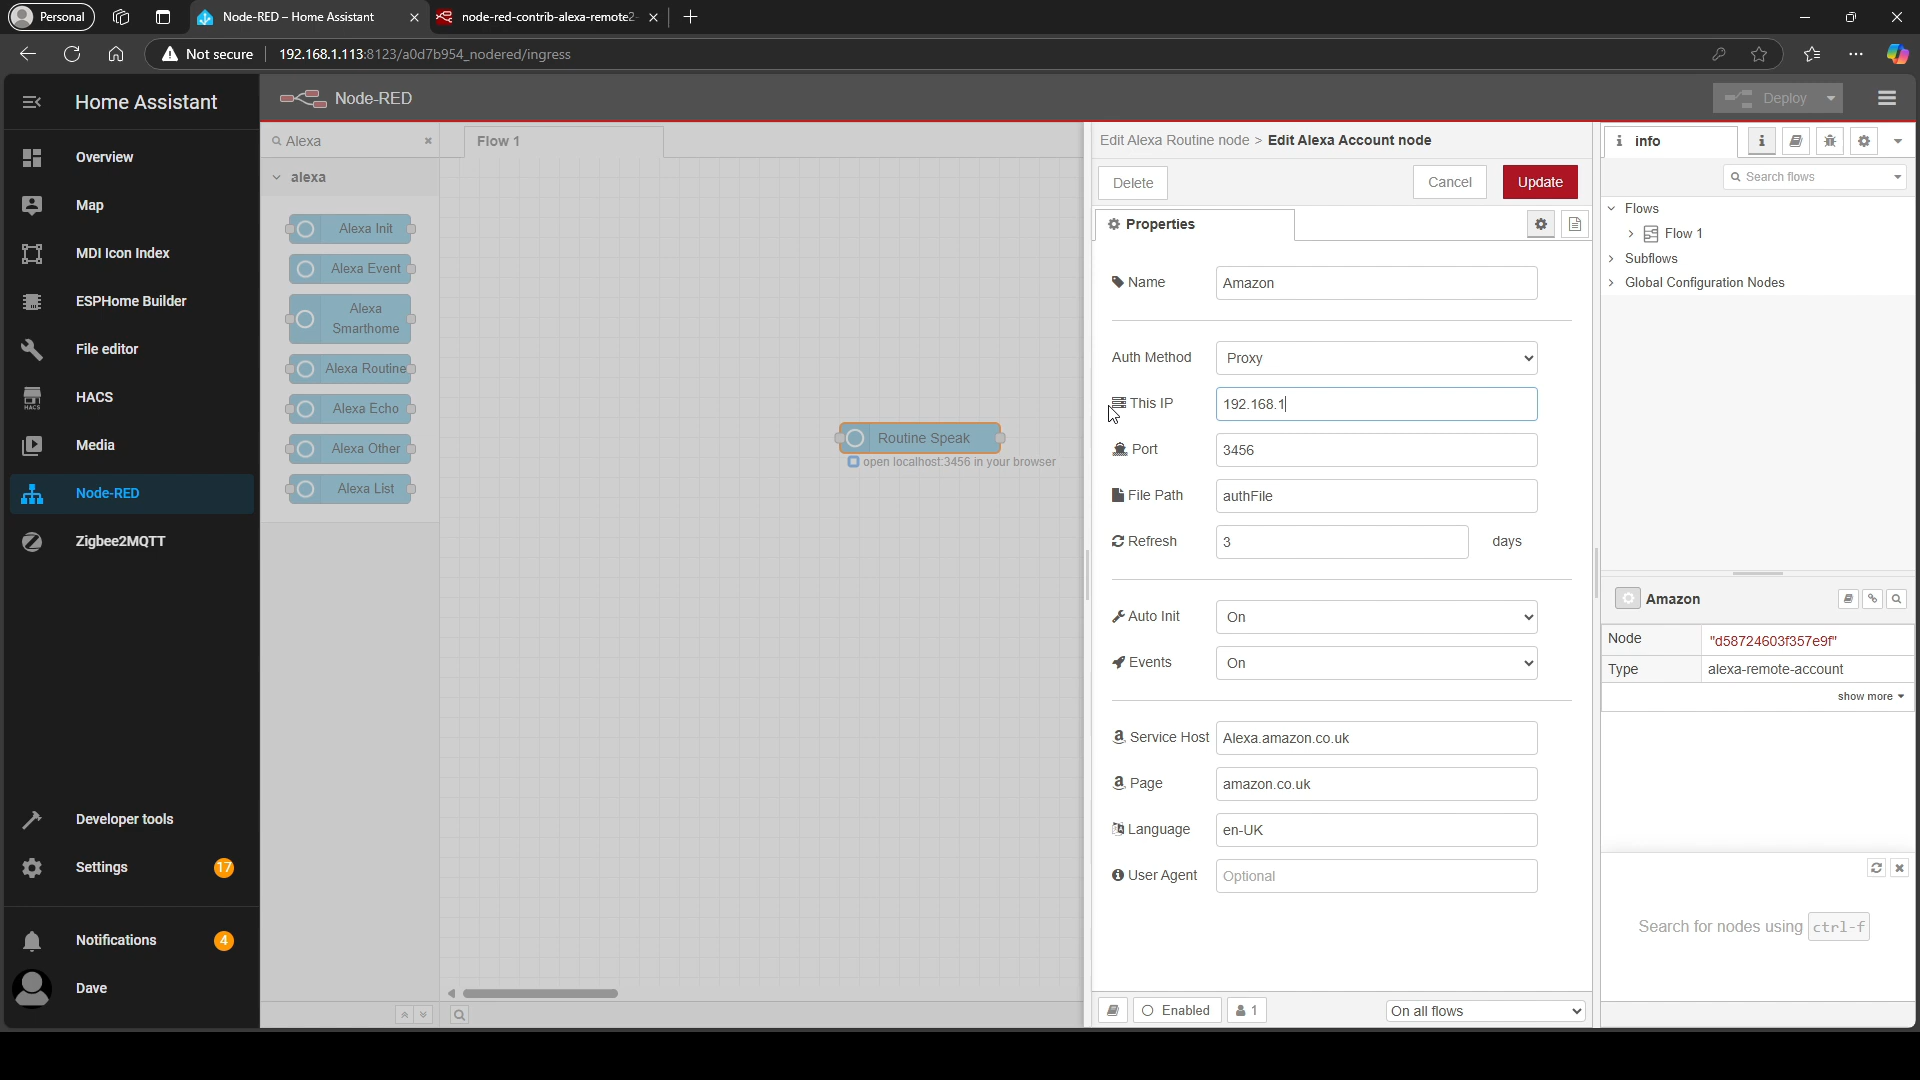 Personal
Node-RED – Home Assistant
node-red-contrib-alexa-remote2-
Not secure
192.168.1.113:8123/a0d7b954_nodered/ingress
Home Assistant
Overview
Map
MDI Icon Index
ESPHome Builder
File editor
HACS
Media
Node-RED
Zigbee2MQTT
Developer tools
Settings 17
Notifications 4
Dave
Node-RED
Deploy
Alexa
alexa
Alexa Init
Alexa Event
Alexa
Smarthome
Alexa Routine
Alexa Echo
Alexa Other
Alexa List
Flow 1
Routine Speak
open localhost:3456 in your browser
Edit Alexa Routine node > Edit Alexa Account node
Delete Cancel Update
Properties
Name Amazon
Auth Method Proxy
This IP 192.168.1
Port 3456
File Path authFile
Refresh 3 days
Auto Init On
Events On
Service Host Alexa.amazon.co.uk
Page amazon.co.uk
Language en-UK
User Agent Optional
Enabled 1 On all flows
info
Search flows
Flows
Flow 1
Subflows
Global Configuration Nodes
Amazon
Node "d58724603f357e9f"
Type alexa-remote-account
show more
Search for nodes using ctrl-f